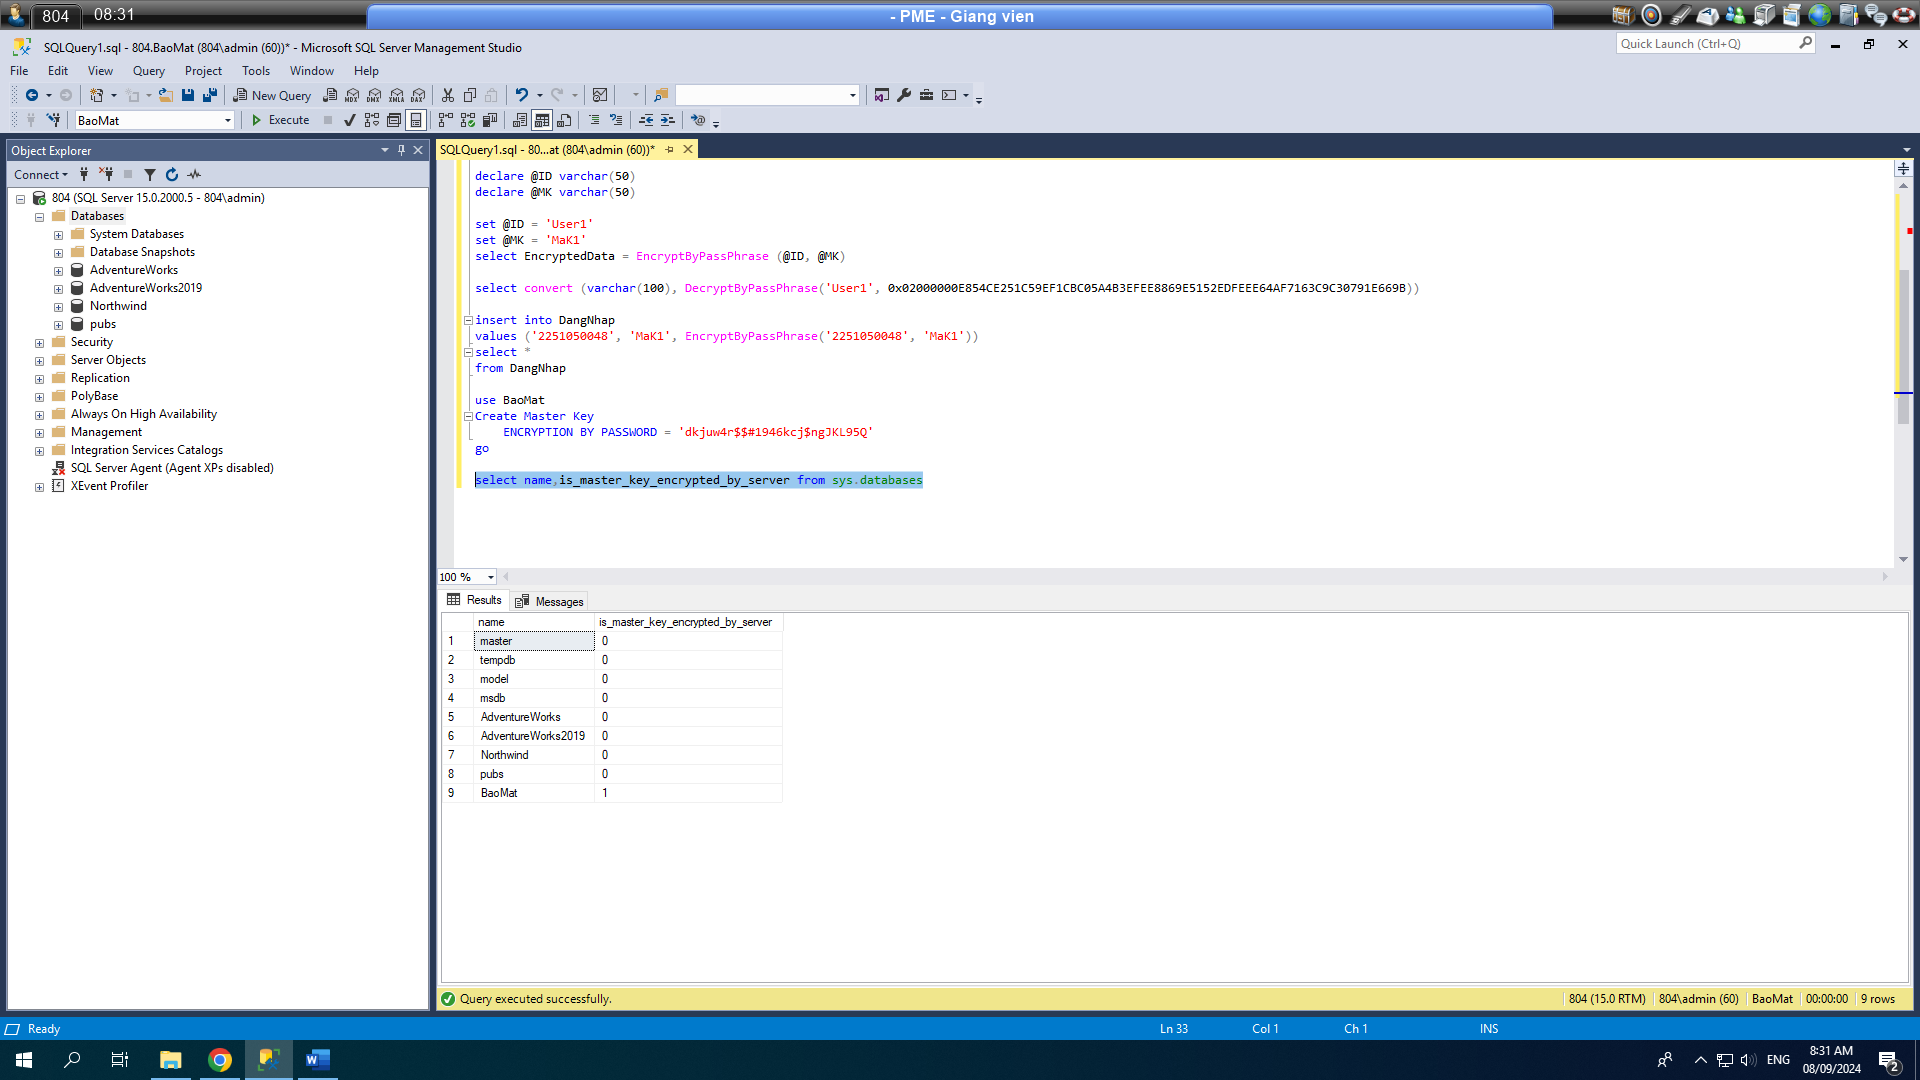 804 08:31 - PME - Giang vien
SQLQuery1.sql - 804.BaoMat (804\admin (60))* - Microsoft SQL Server Management Studio
Quick Launch (Ctrl+Q)
File Edit View Query Project Tools Window Help
New Query MDX DMX XMLA DAX
BaoMat Execute
Object Explorer
Connect
804 (SQL Server 15.0.2000.5 - 804\admin)
Databases
System Databases
Database Snapshots
AdventureWorks
AdventureWorks2019
Northwind
pubs
Security
Server Objects
Replication
PolyBase
Always On High Availability
Management
Integration Services Catalogs
SQL Server Agent (Agent XPs disabled)
XEvent Profiler
SQLQuery1.sql - 80...at (804\admin (60))*
declare @ID varchar(50)
declare @MK varchar(50)
set @ID = 'User1'
set @MK = 'MaK1'
select EncryptedData = EncryptByPassPhrase (@ID, @MK)
select convert (varchar(100), DecryptByPassPhrase('User1', 0x02000000E854CE251C59EF1CBC05A4B3EFEE8869E5152EDFEEE64AF7163C9C30791E669B))
insert into DangNhap
values ('2251050048', 'MaK1', EncryptByPassPhrase('2251050048', 'MaK1'))
select *
from DangNhap
use BaoMat
Create Master Key
ENCRYPTION BY PASSWORD = 'dkjuw4r$$#1946kcj$ngJKL95Q'
go
select name,is_master_key_encrypted_by_server from sys.databases
100 %
Results Messages
name is_master_key_encrypted_by_server
1 master 0
2 tempdb 0
3 model 0
4 msdb 0
5 AdventureWorks 0
6 AdventureWorks2019 0
7 Northwind 0
8 pubs 0
9 BaoMat 1
Query executed successfully. 804 (15.0 RTM) 804\admin (60) BaoMat 00:00:00 9 rows
Ready Ln 33 Col 1 Ch 1 INS
ENG 8:31 AM
08/09/2024 2